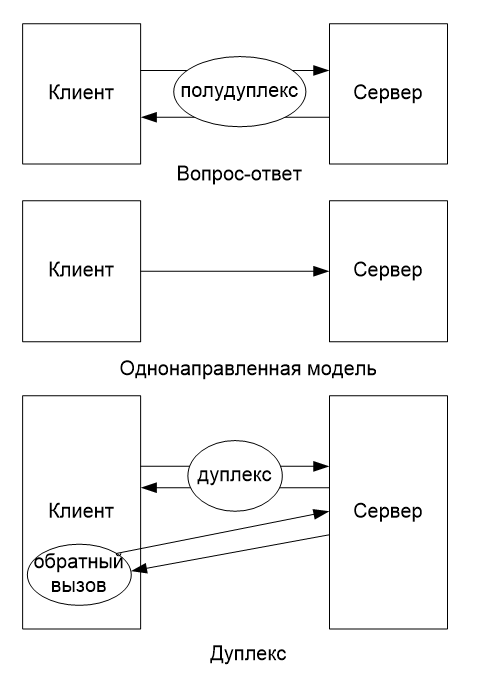 Клиент
полудуплекс
Сервер
Вопрос-ответ
Клиент
Сервер
Однонаправленная модель
дуплекс
Клиент
Сервер
обратный
вызов
Дуплекс